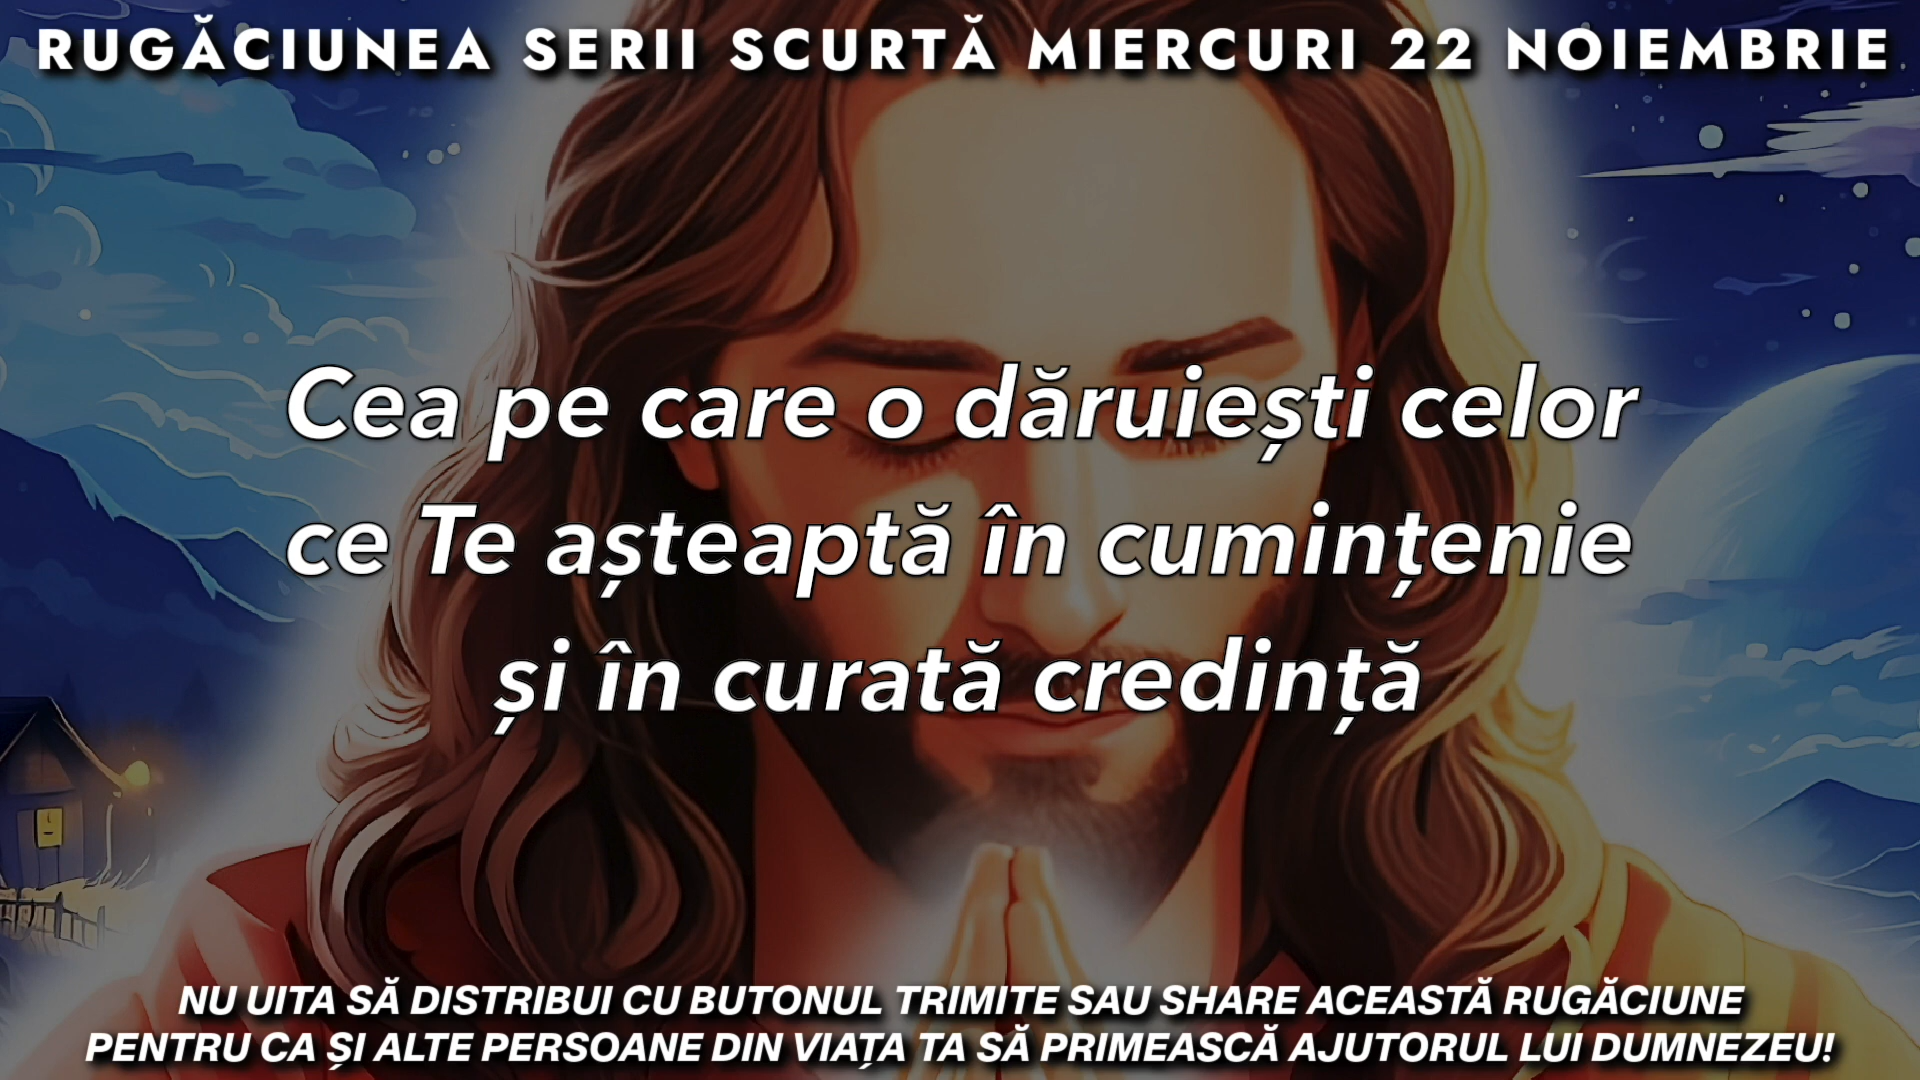 RUGĂCIUNEA SERII SCURTĂ MIERCURI 22 NOIEMBRIE
Cea pe care o dăruiești celor
ce Te așteaptă în cumințenie
și în curată credință
NU UITA SĂ DISTRIBUI CU BUTONUL TRIMITE SAU SHARE ACEASTĂ RUGĂCIUNE
PENTRU CA ȘI ALTE PERSOANE DIN VIAȚA TA SĂ PRIMEASCĂ AJUTORUL LUI DUMNEZEU!